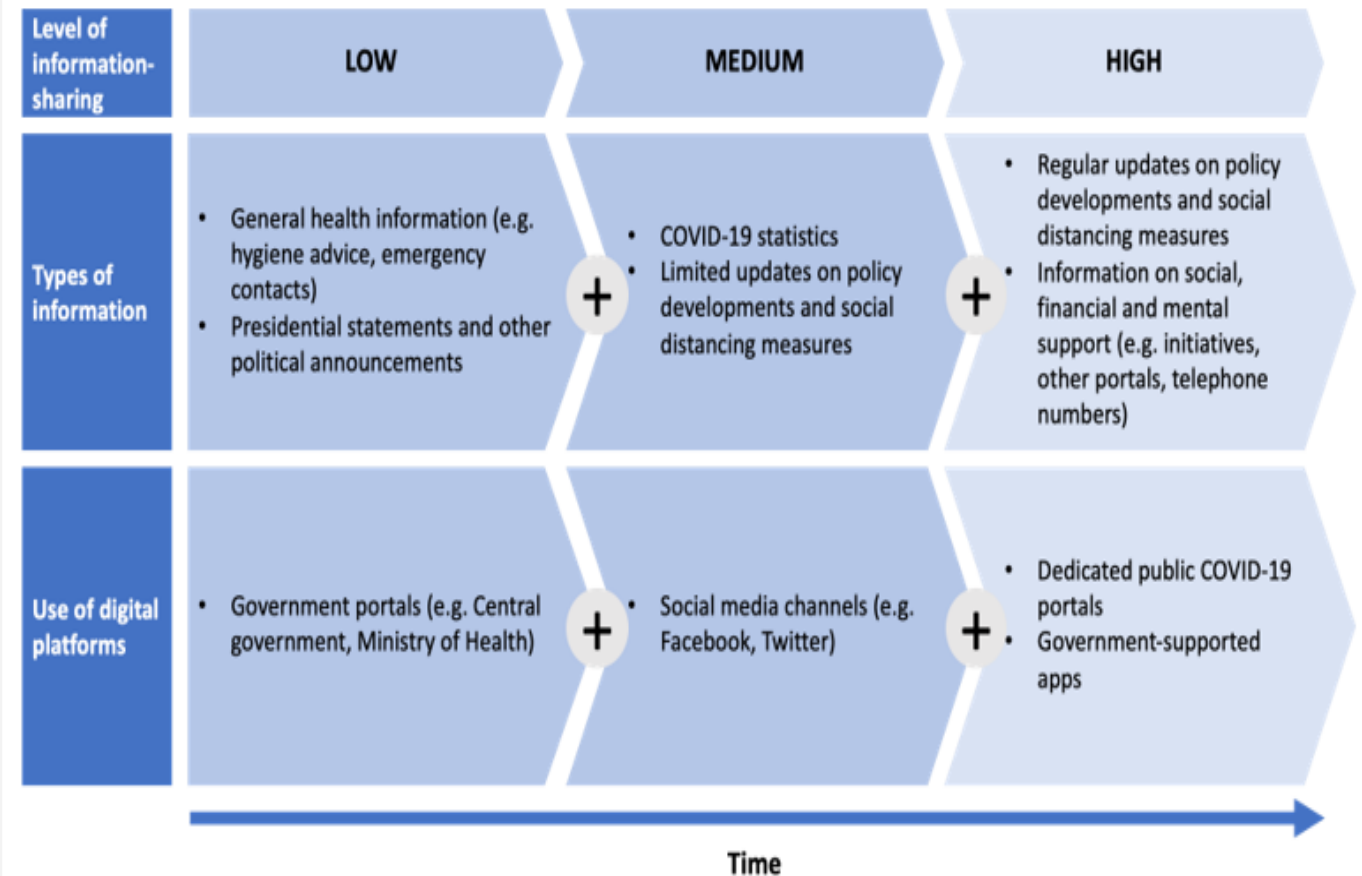 Level of
information-
sharing
LOW
MEDIUM
HIGH
Types of
information
• General health information (e.g.
hygiene advice, emergency
contacts)
• Presidential statements and other
political announcements
+
• COVID-19 statistics
• Limited updates on policy
developments and social
distancing measures
+
• Regular updates on policy
developments and social
distancing measures
• Information on social,
financial and mental
support (e.g. initiatives,
other portals, telephone
numbers)
Use of digital
platforms
• Government portals (e.g. Central
government, Ministry of Health)
+
• Social media channels (e.g.
Facebook, Twitter)
+
• Dedicated public COVID-19
portals
• Government-supported
apps
Time